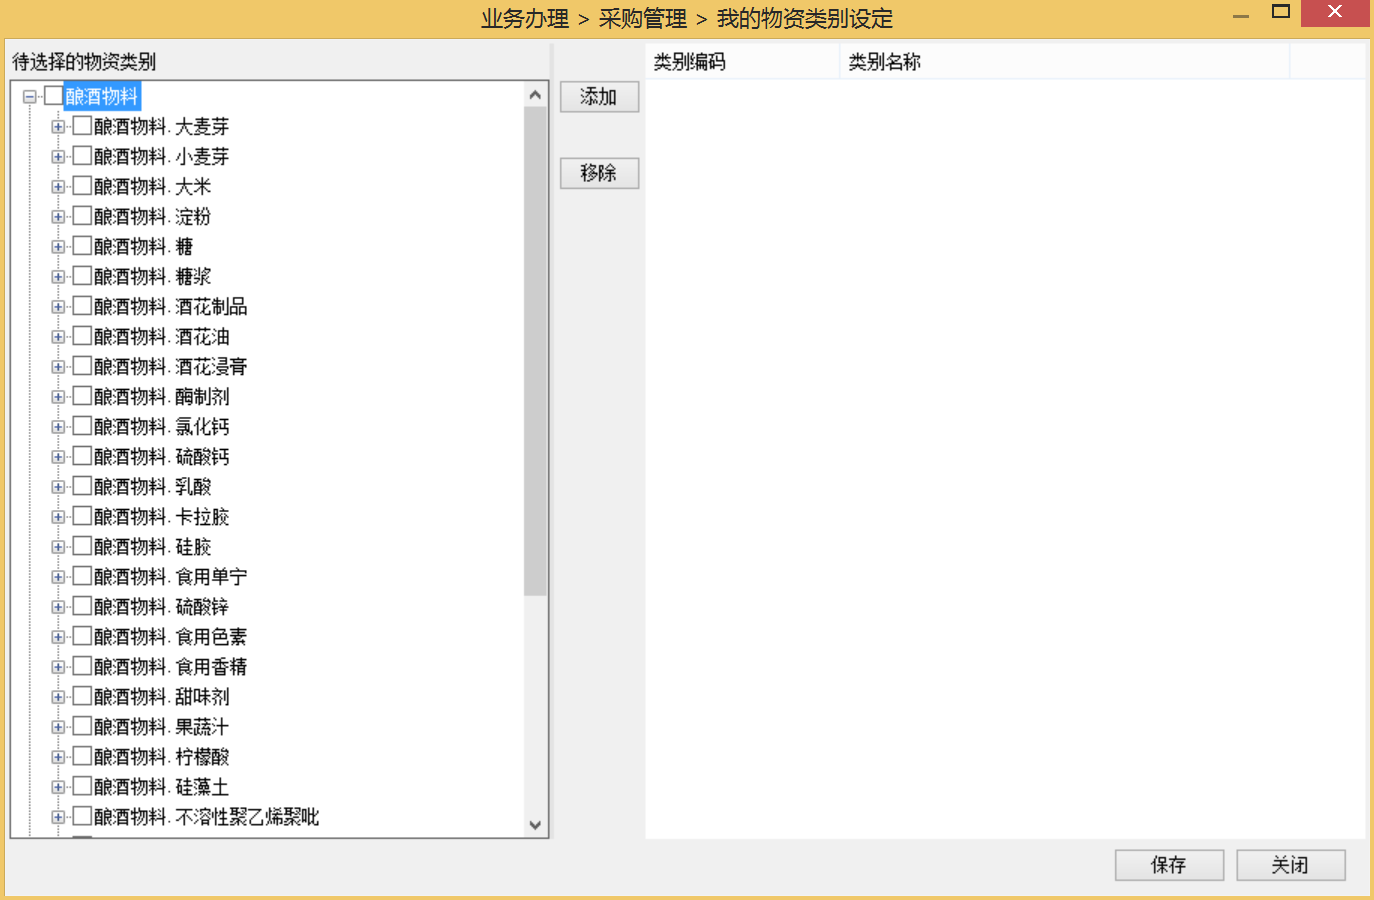 业务办理 > 采购管理 > 我的物资类别设定
待选择的物资类别
类别编码
类别名称
酿酒物料
添加
酿酒物料.大麦芽
酿酒物料.小麦芽
移除
酿酒物料.大米
酿酒物料.淀粉
酿酒物料.糖
酿酒物料.糖浆
酿酒物料.酒花制品
酿酒物料.酒花油
酿酒物料.酒花浸膏
酿酒物料.酶制剂
酿酒物料.氯化钙
酿酒物料.硫酸钙
酿酒物料.乳酸
酿酒物料.卡拉胶
酿酒物料.硅胶
酿酒物料.食用单宁
酿酒物料.硫酸锌
酿酒物料.食用色素
酿酒物料.食用香精
酿酒物料.甜味剂
酿酒物料.果蔬汁
酿酒物料.柠檬酸
酿酒物料.硅藻土
酿酒物料.不溶性聚乙烯聚吡
保存
关闭